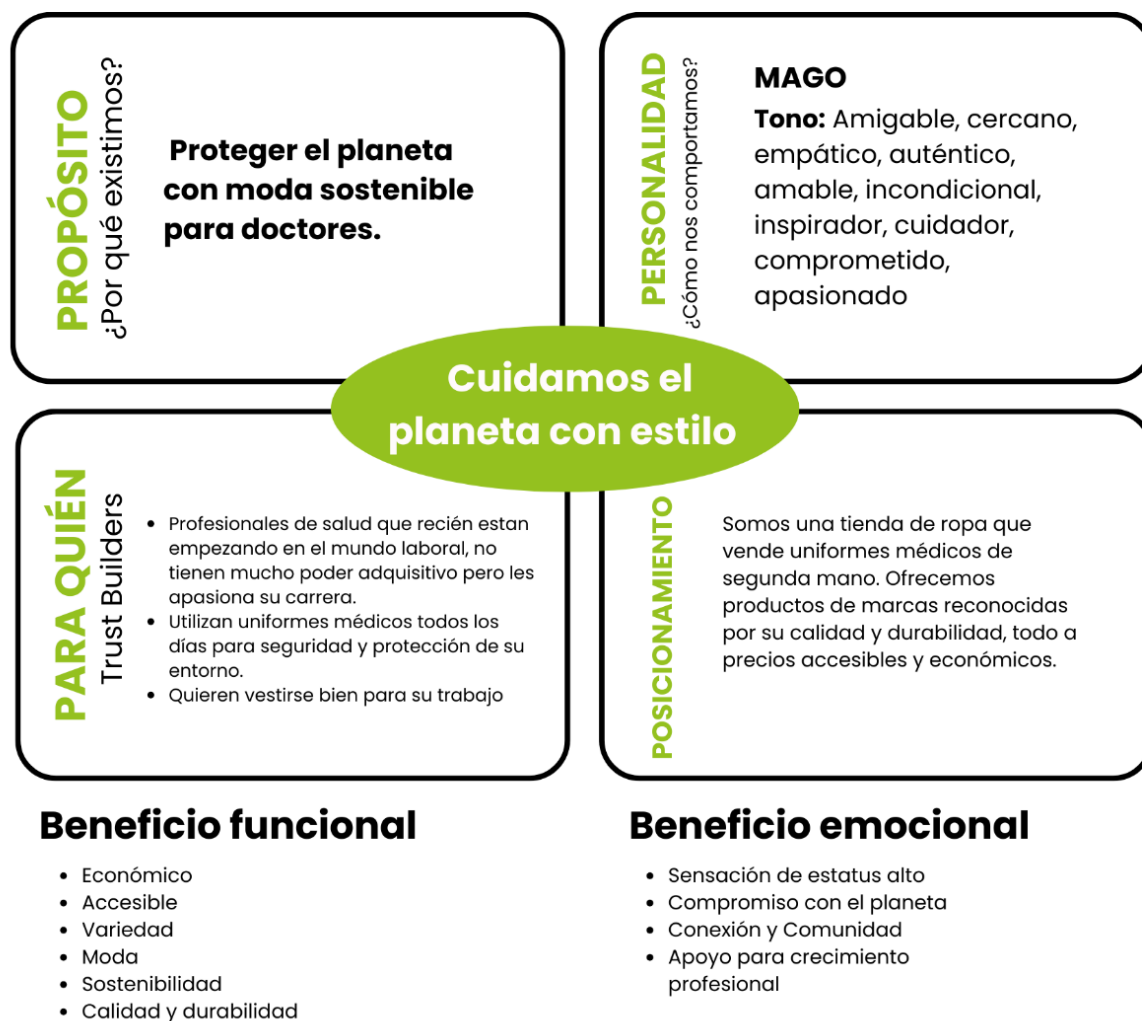 PROPÓSITO
¿Por qué existimos?
Proteger el planeta
con moda sostenible
para doctores.
PERSONALIDAD
¿Cómo nos comportamos?
MAGO
Tono: Amigable, cercano,
empático, auténtico,
amable, incondicional,
inspirador, cuidador,
comprometido,
apasionado
Cuidamos el
planeta con estilo
PARA QUIÉN
Trust Builders
• Profesionales de salud que recién estan
empezando en el mundo laboral, no
tienen mucho poder adquisitivo pero les
apasiona su carrera.
• Utilizan uniformes médicos todos los
días para seguridad y protección de su
entorno.
• Quieren vestirse bien para su trabajo
POSICIONAMIENTO
Somos una tienda de ropa que
vende uniformes médicos de
segunda mano. Ofrecemos
productos de marcas reconocidas
por su calidad y durabilidad, todo a
precios accesibles y económicos.
Beneficio funcional
• Económico
• Accesible
• Variedad
• Moda
• Sostenibilidad
• Calidad y durabilidad
Beneficio emocional
• Sensación de estatus alto
• Compromiso con el planeta
• Conexión y Comunidad
• Apoyo para crecimiento
profesional